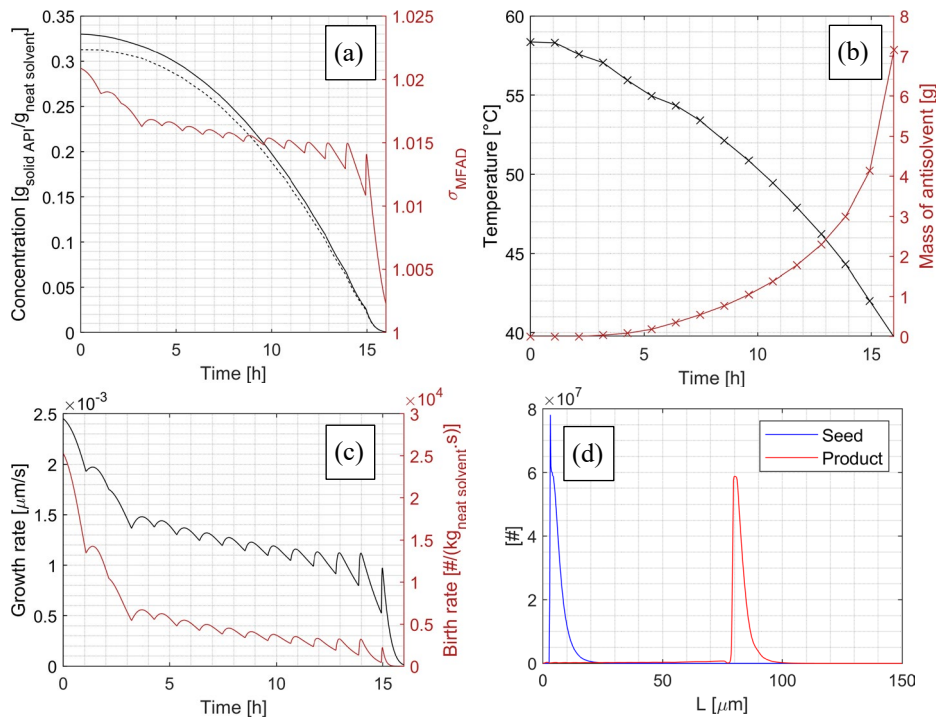 (a)
Concentration [g_solid API/g_neat solvent]
0.35
0.3
0.25
0.2
0.15
0.1
0.05
0
0 5 10 15
Time [h]
1.025
1.02
1.015
1.01
1.005
1
σ_MFAD
(b)
Temperature [°C]
60
55
50
45
40
0 5 10 15
Time [h]
8
7
6
5
4
3
2
1
0
Mass of antisolvent [g]
(c)
×10^-3
Growth rate [μm/s]
2.5
2
1.5
1
0.5
0
0 5 10 15
Time [h]
×10^4
3
2.5
2
1.5
1
0.5
0
Birth rate [#/(kg_neat solvent.s)]
(d)
×10^7
[#]
8
6
4
2
0
0 50 100 150
L [μm]
Seed
Product